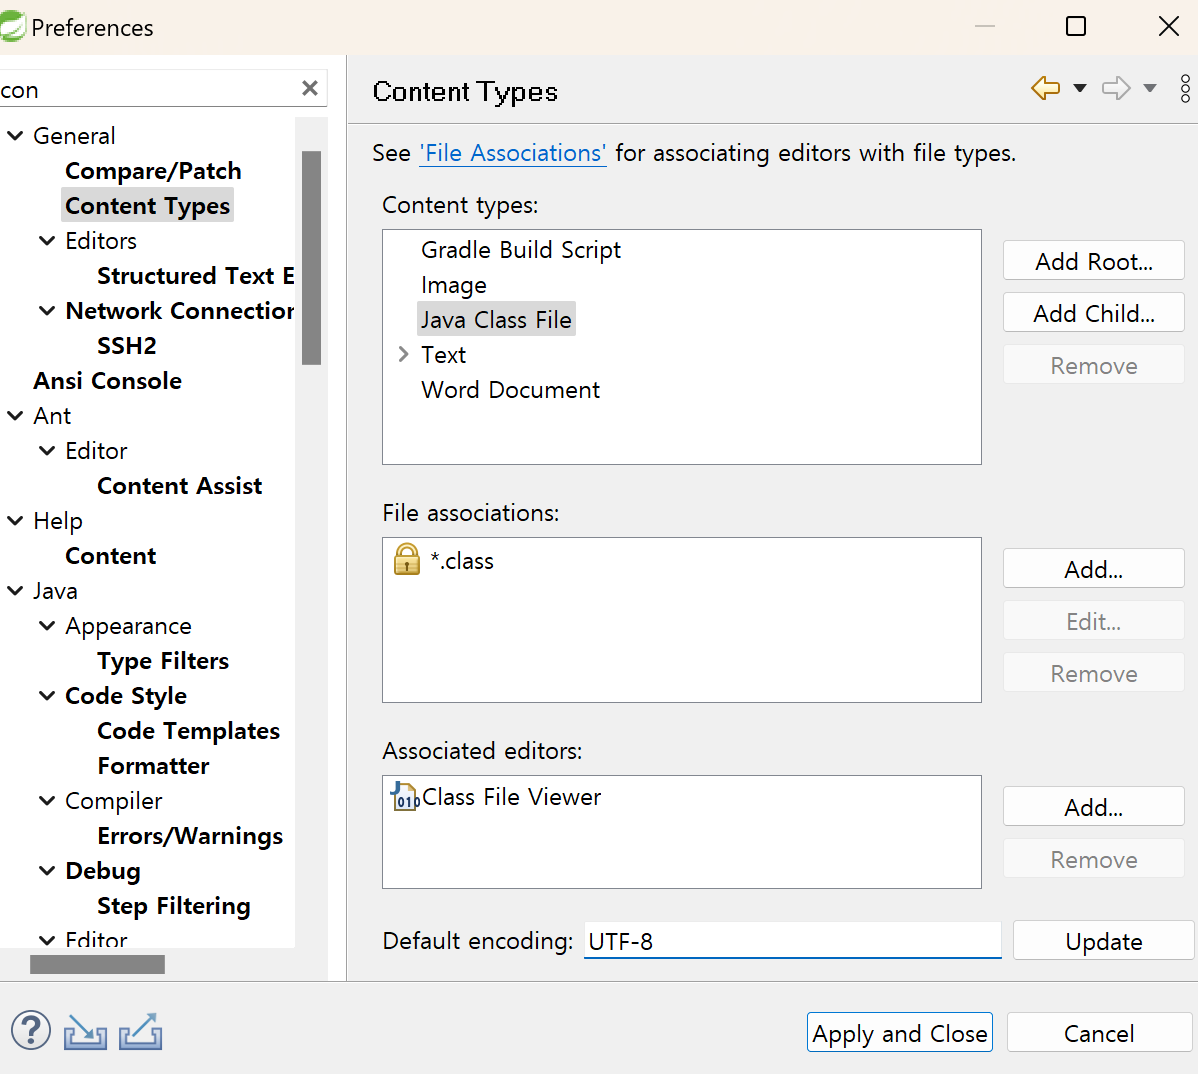 Preferences
con
General
Compare/Patch
Content Types
Editors
Structured Text E
Network Connection
SSH2
Ansi Console
Ant
Editor
Content Assist
Help
Content
Java
Appearance
Type Filters
Code Style
Code Templates
Formatter
Compiler
Errors/Warnings
Debug
Step Filtering
Editor
Content Types
See 'File Associations' for associating editors with file types.
Content types:
Gradle Build Script
Image
Java Class File
Text
Word Document
Add Root...
Add Child...
Remove
File associations:
*.class
Add...
Edit...
Remove
Associated editors:
Class File Viewer
Add...
Remove
Default encoding: UTF-8 Update
Apply and Close Cancel